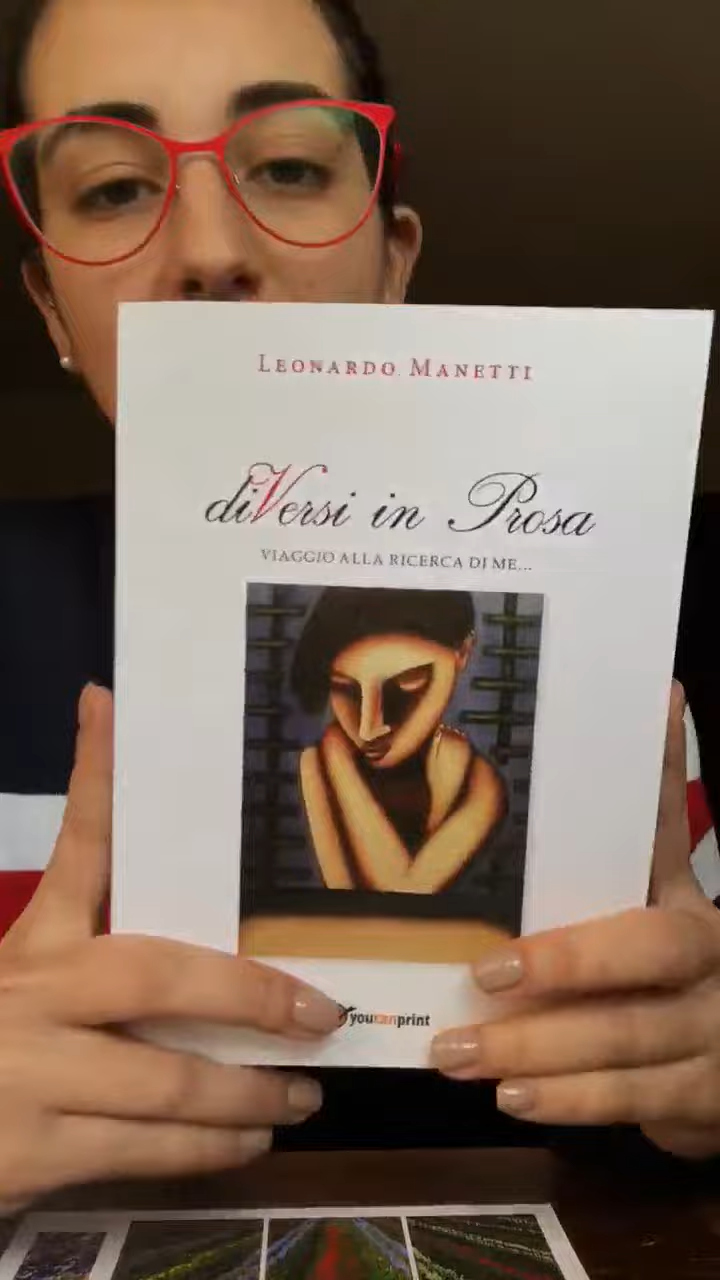 LEONARDO MANETTI
diVersi in Prosa
VIAGGIO ALLA RICERCA DI ME...
youcanprint